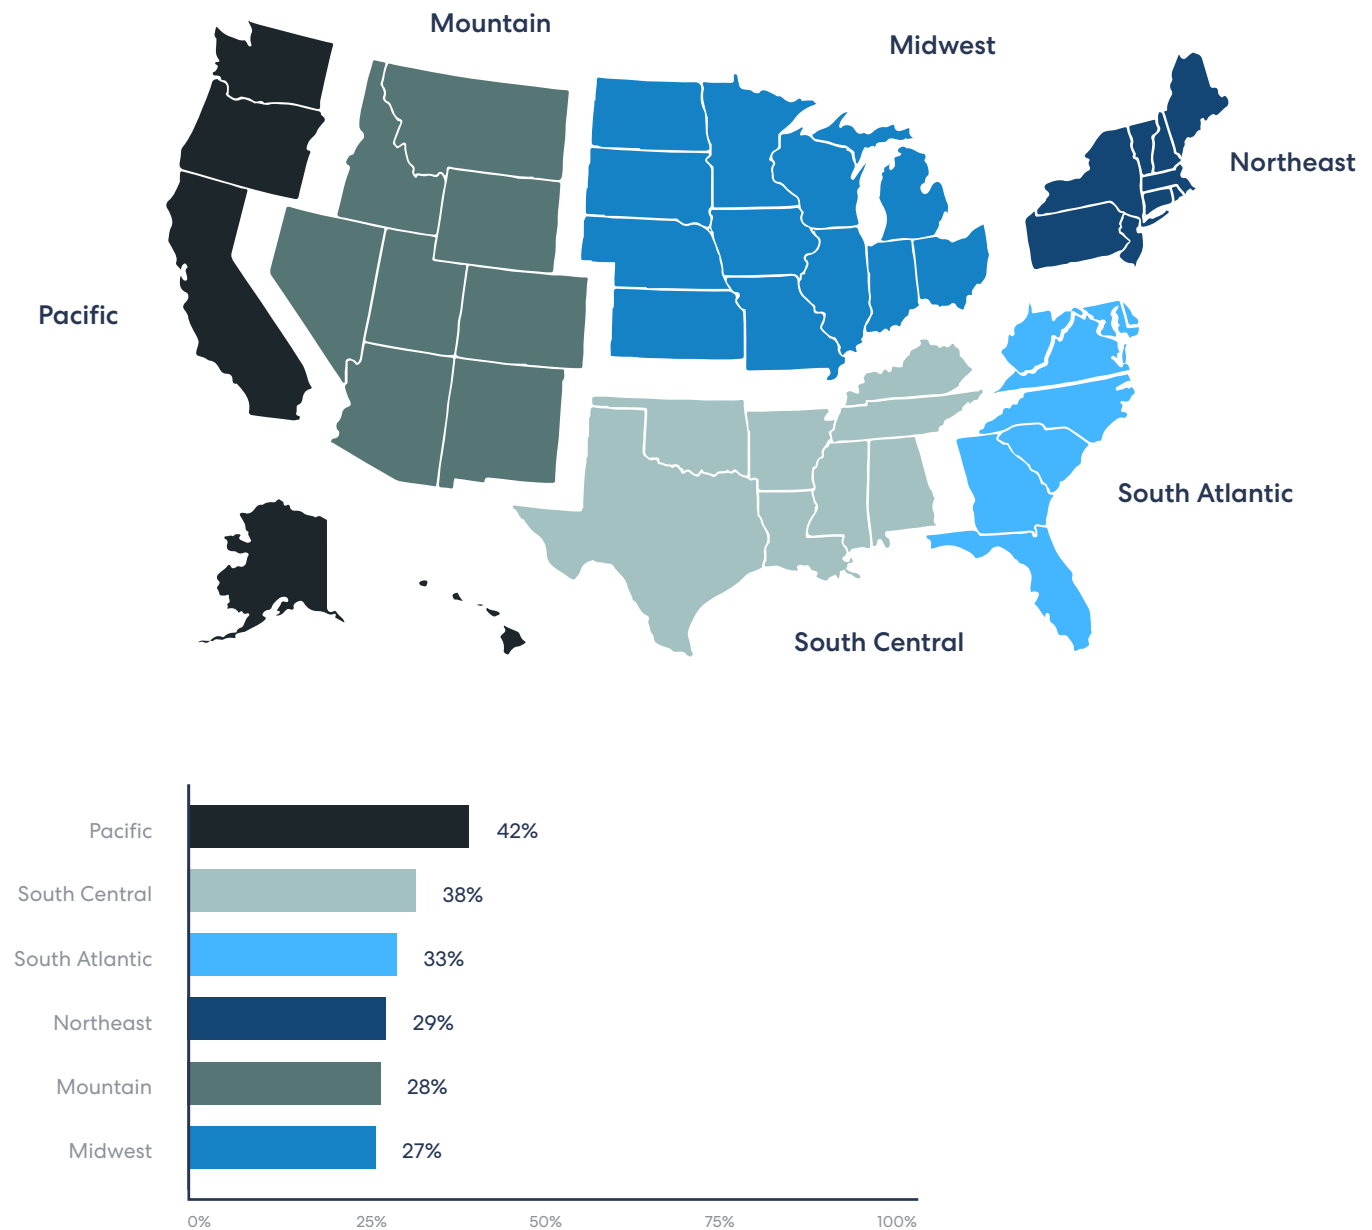 Mountain
Midwest
Northeast
Pacific
South Atlantic
South Central
Pacific 42%
South Central 38%
South Atlantic 33%
Northeast 29%
Mountain 28%
Midwest 27%
0% 25% 50% 75% 100%